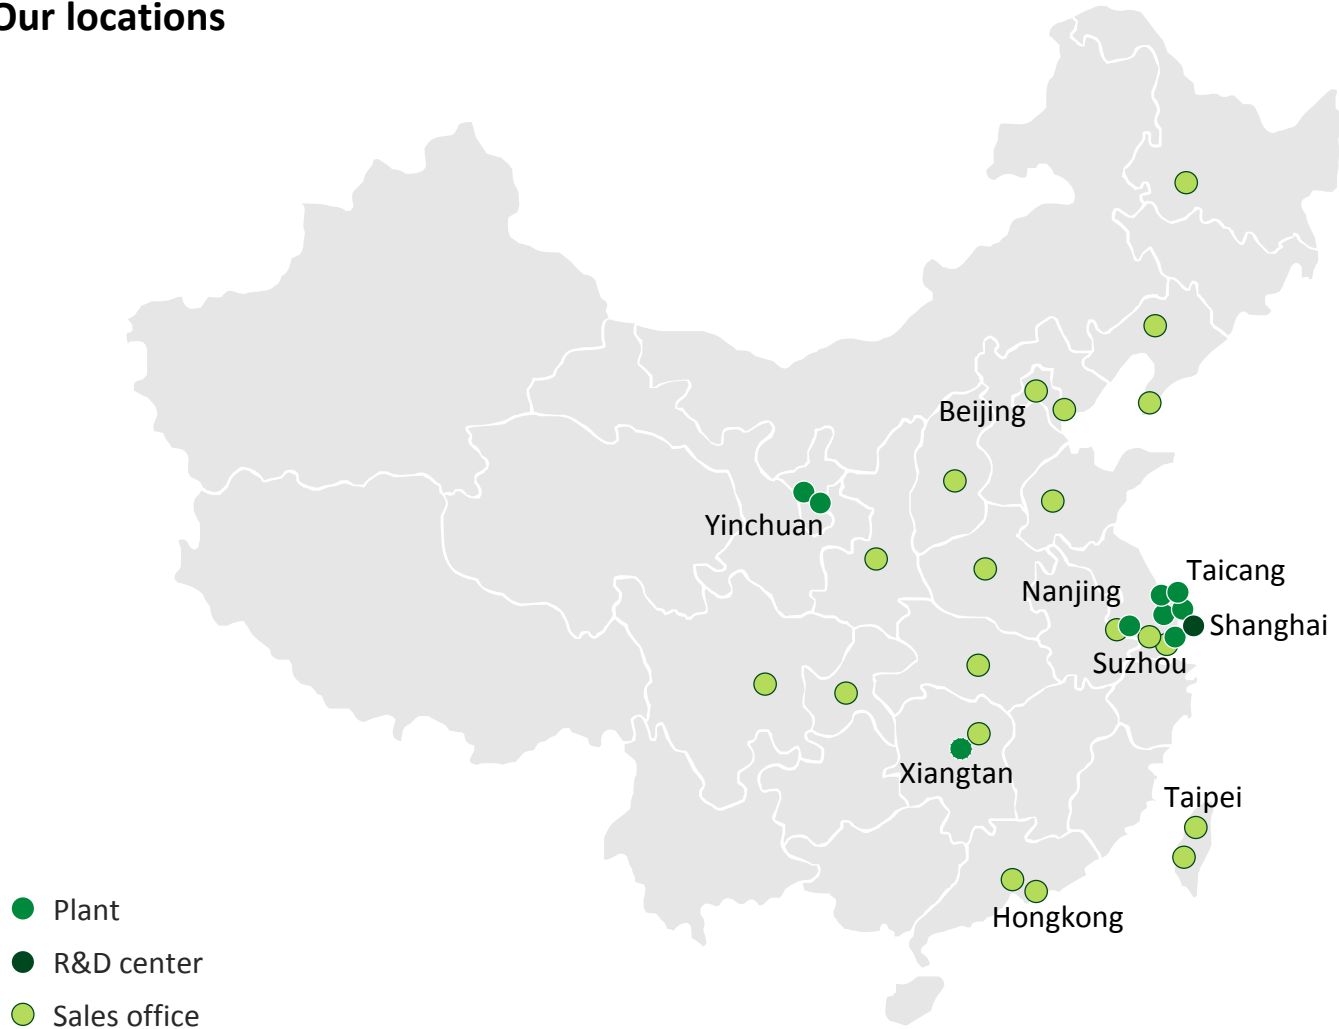 Our locations
Beijing
Yinchuan
Taicang
Nanjing
Shanghai
Suzhou
Xiangtan
Taipei
Hongkong
Plant
R&D center
Sales office